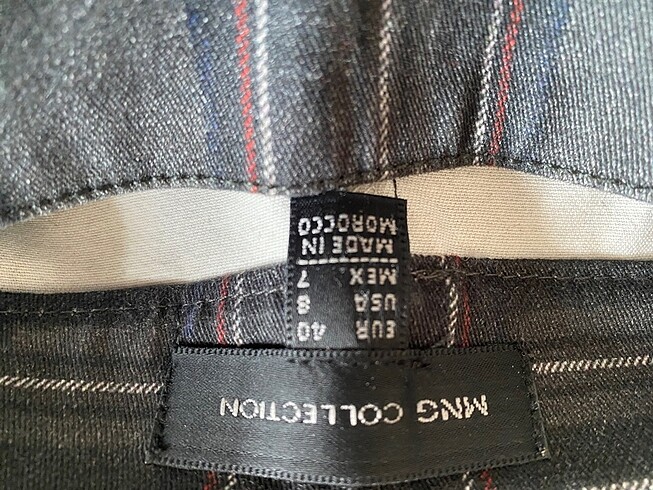 MNG COLLECTION
EUR 40
USA 8
MEX. 7
MADE IN
MOROCCO